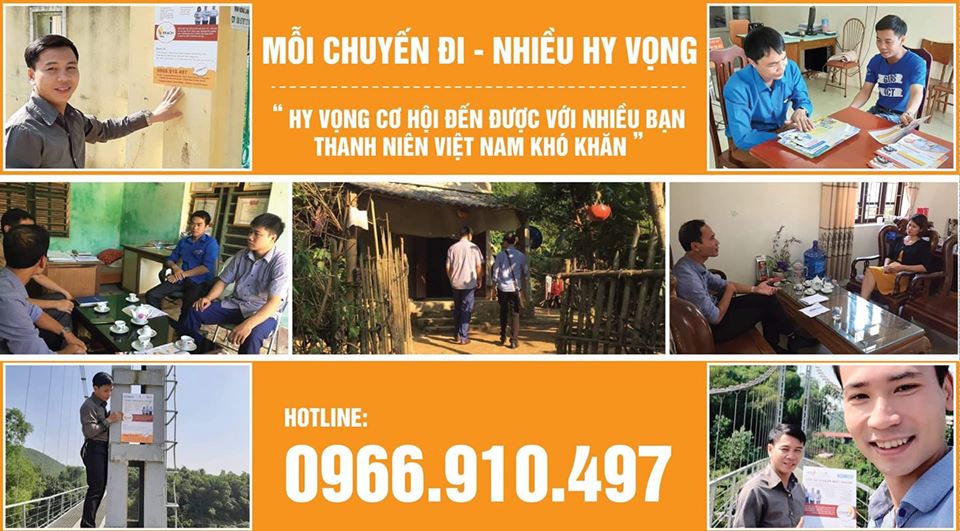 REACH
0966.910.497
MỖI CHUYẾN ĐI - NHIỀU HY VỌNG
“ HY VỌNG CƠ HỘI ĐẾN ĐƯỢC VỚI NHIỀU BẠN
THANH NIÊN VIỆT NAM KHÓ KHĂN ”
HOTLINE:
0966.910.497